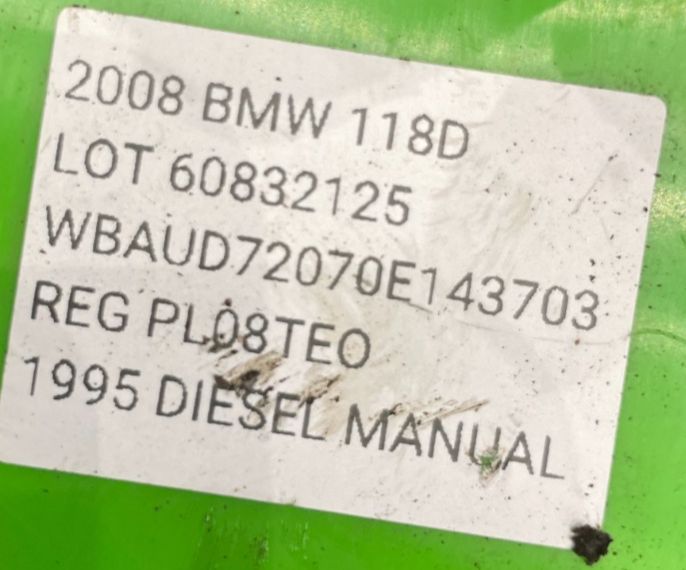 2008 BMW 118D
LOT 60832125
WBAUD72070E143703
REG PL08TEO
1995 DIESEL MANUAL